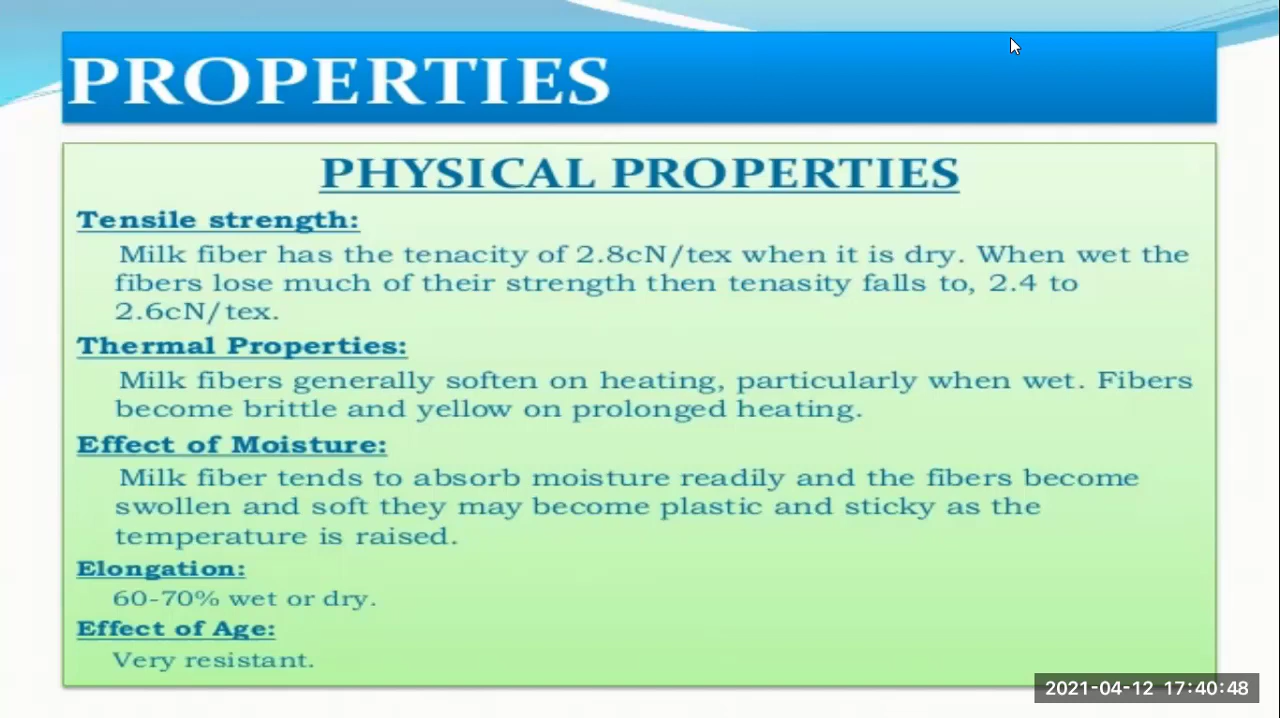 PROPERTIES
PHYSICAL PROPERTIES
Tensile strength:
Milk fiber has the tenacity of 2.8cN/tex when it is dry. When wet the
fibers lose much of their strength then tenasity falls to, 2.4 to
2.6cN/tex.
Thermal Properties:
Milk fibers generally soften on heating, particularly when wet. Fibers
become brittle and yellow on prolonged heating.
Effect of Moisture:
Milk fiber tends to absorb moisture readily and the fibers become
swollen and soft they may become plastic and sticky as the
temperature is raised.
Elongation:
60-70% wet or dry.
Effect of Age:
Very resistant.
2021-04-12 17:40:48